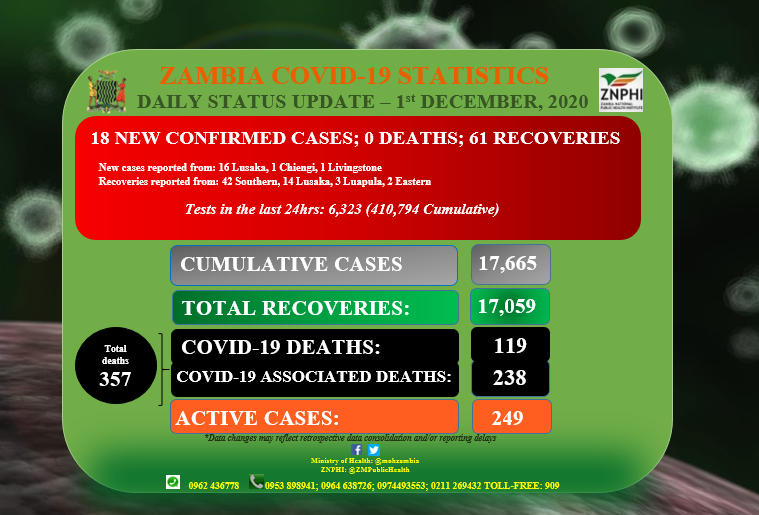 ZAMBIA COVID-19 STATISTICS
DAILY STATUS UPDATE – 1st DECEMBER, 2020
ZNPHI
ZAMBIA NATIONAL
PUBLIC HEALTH INSTITUTE
18 NEW CONFIRMED CASES; 0 DEATHS; 61 RECOVERIES
New cases reported from: 16 Lusaka, 1 Chiengi, 1 Livingstone
Recoveries reported from: 42 Southern, 14 Lusaka, 3 Luapula, 2 Eastern
Tests in the last 24hrs: 6,323 (410,794 Cumulative)
CUMULATIVE CASES 17,665
TOTAL RECOVERIES: 17,059
Total
deaths
357
COVID-19 DEATHS: 119
COVID-19 ASSOCIATED DEATHS: 238
ACTIVE CASES: 249
*Data changes may reflect retrospective data consolidation and/or reporting delays
Ministry of Health: @mohzambia
ZNPHI: @ZMPublicHealth
0962 436778 0953 898941; 0964 638726; 0974493553; 0211 269432 TOLL-FREE: 909